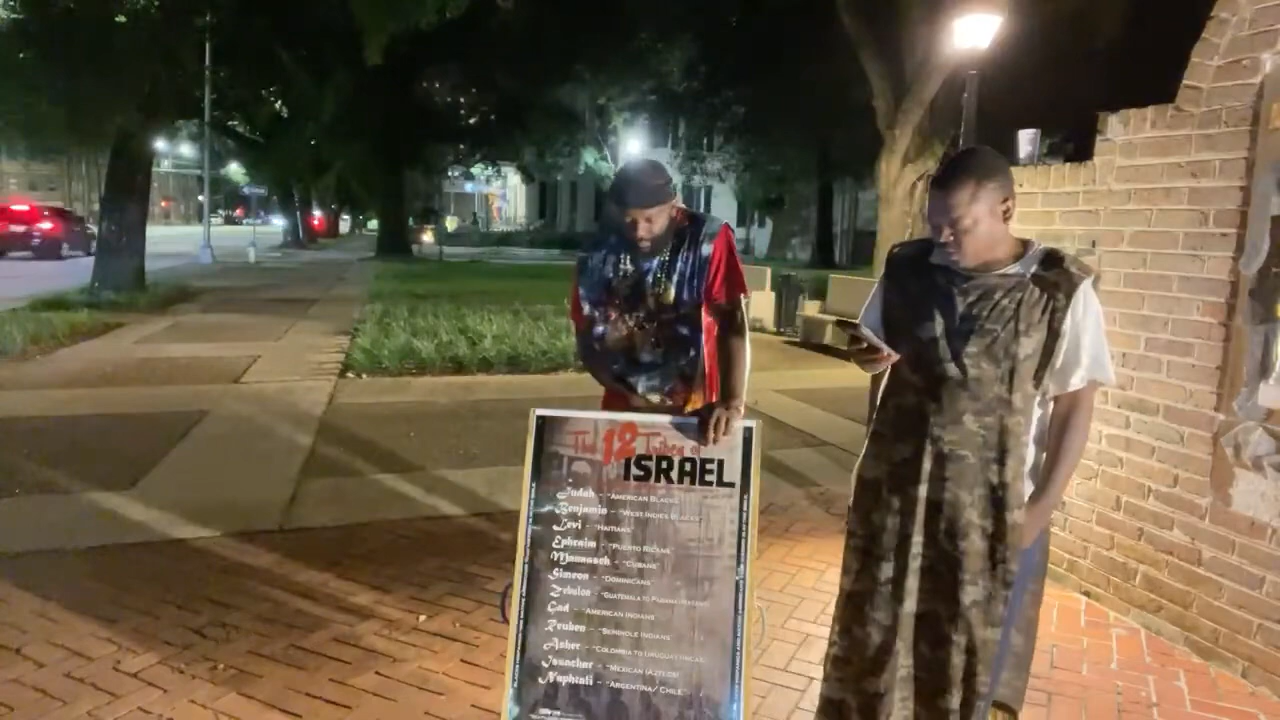 The 12 Tribes of
ISRAEL
Judah - "AMERICAN BLACKS"
Benjamin - "WEST INDIES BLACKS"
Levi - "HAITIANS"
Ephraim - "PUERTO RICANS"
Manasseh - "CUBANS"
Simeon - "DOMINICANS"
Zebulon - "GUATEMALA TO PANAMA
Gad - "AMERICAN INDIANS"
Reuben - "SEMINOLE INDIANS"
Asher - "COLOMBIA TO URUGUAY
Issachar - "MEXICAN (AZTECS)"
Naphtali - "ARGENTINA/ CHILE"